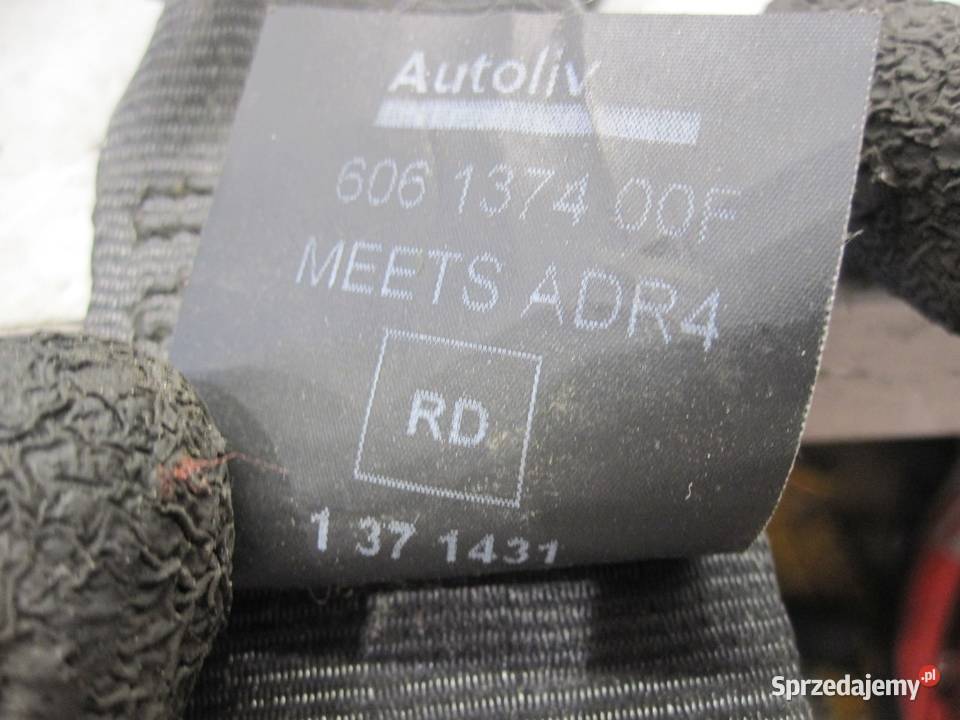 Autoliv
606 1374 00F
MEETS ADR4
RD
1 37 1431
Sprzedajemy.pl